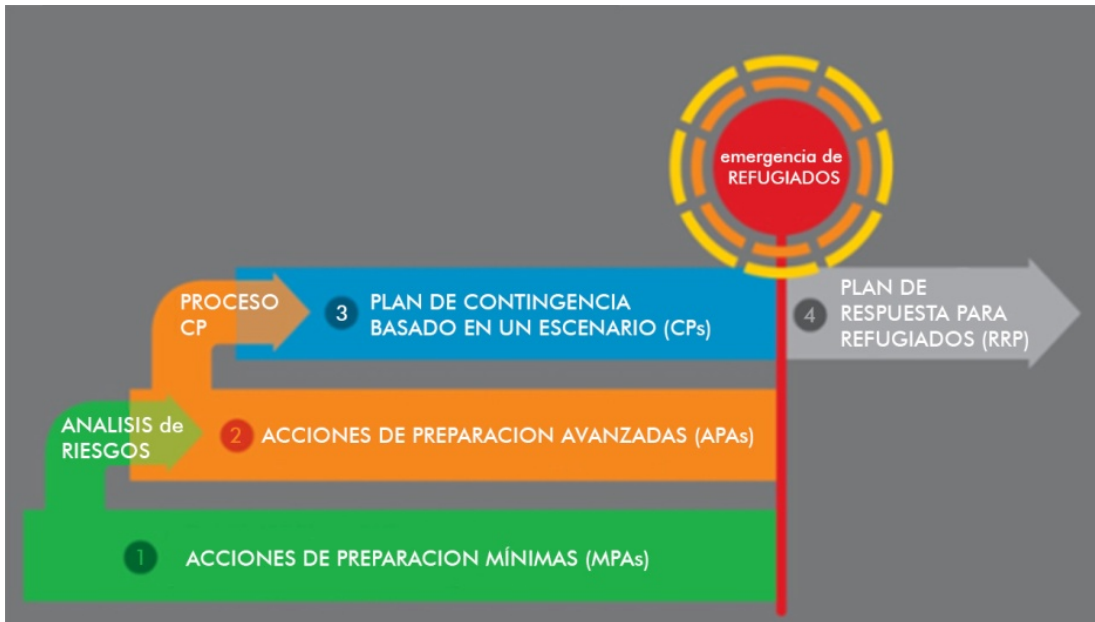 emergencia de
REFUGIADOS
PROCESO
CP
3 PLAN DE CONTINGENCIA
BASADO EN UN ESCENARIO (CPs)
4 PLAN DE
RESPUESTA PARA
REFUGIADOS (RRP)
ANALISIS de
RIESGOS
2 ACCIONES DE PREPARACION AVANZADAS (APAs)
1 ACCIONES DE PREPARACION MÍNIMAS (MPAs)